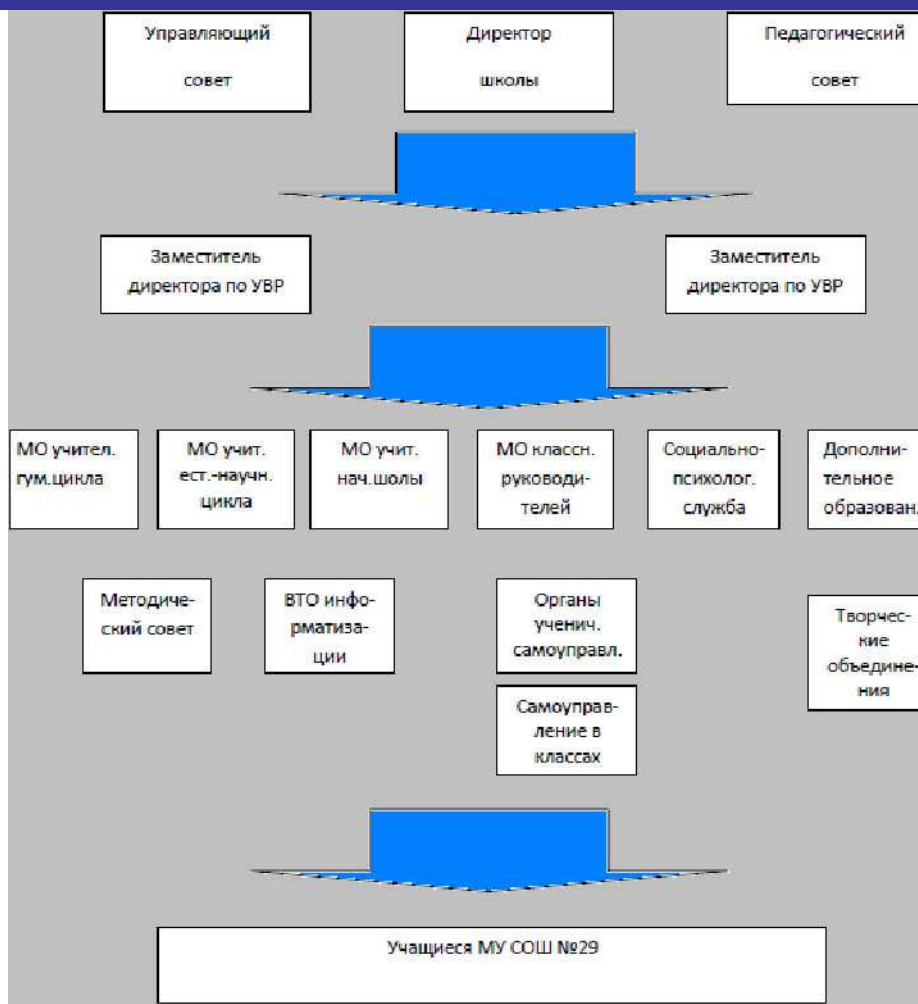 Управляющий
совет
Директор
школы
Педагогический
совет
Заместитель
директора по УВР
Заместитель
директора по УВР
МО учител.
гум.цикла
МО учит.
ест.-научн.
цикла
МО учит.
нач.шолы
МО классн.
руководи-
телей
Социально-
психолог.
служба
Дополни-
тельное
образован.
Методиче-
ский совет
ВТО инфо-
рматиза-
ции
Органы
ученич.
самоуправл.
Творчес-
кие
объедине-
ния
Самоуправ-
ление в
классах
Учащиеся МУ СОШ №29